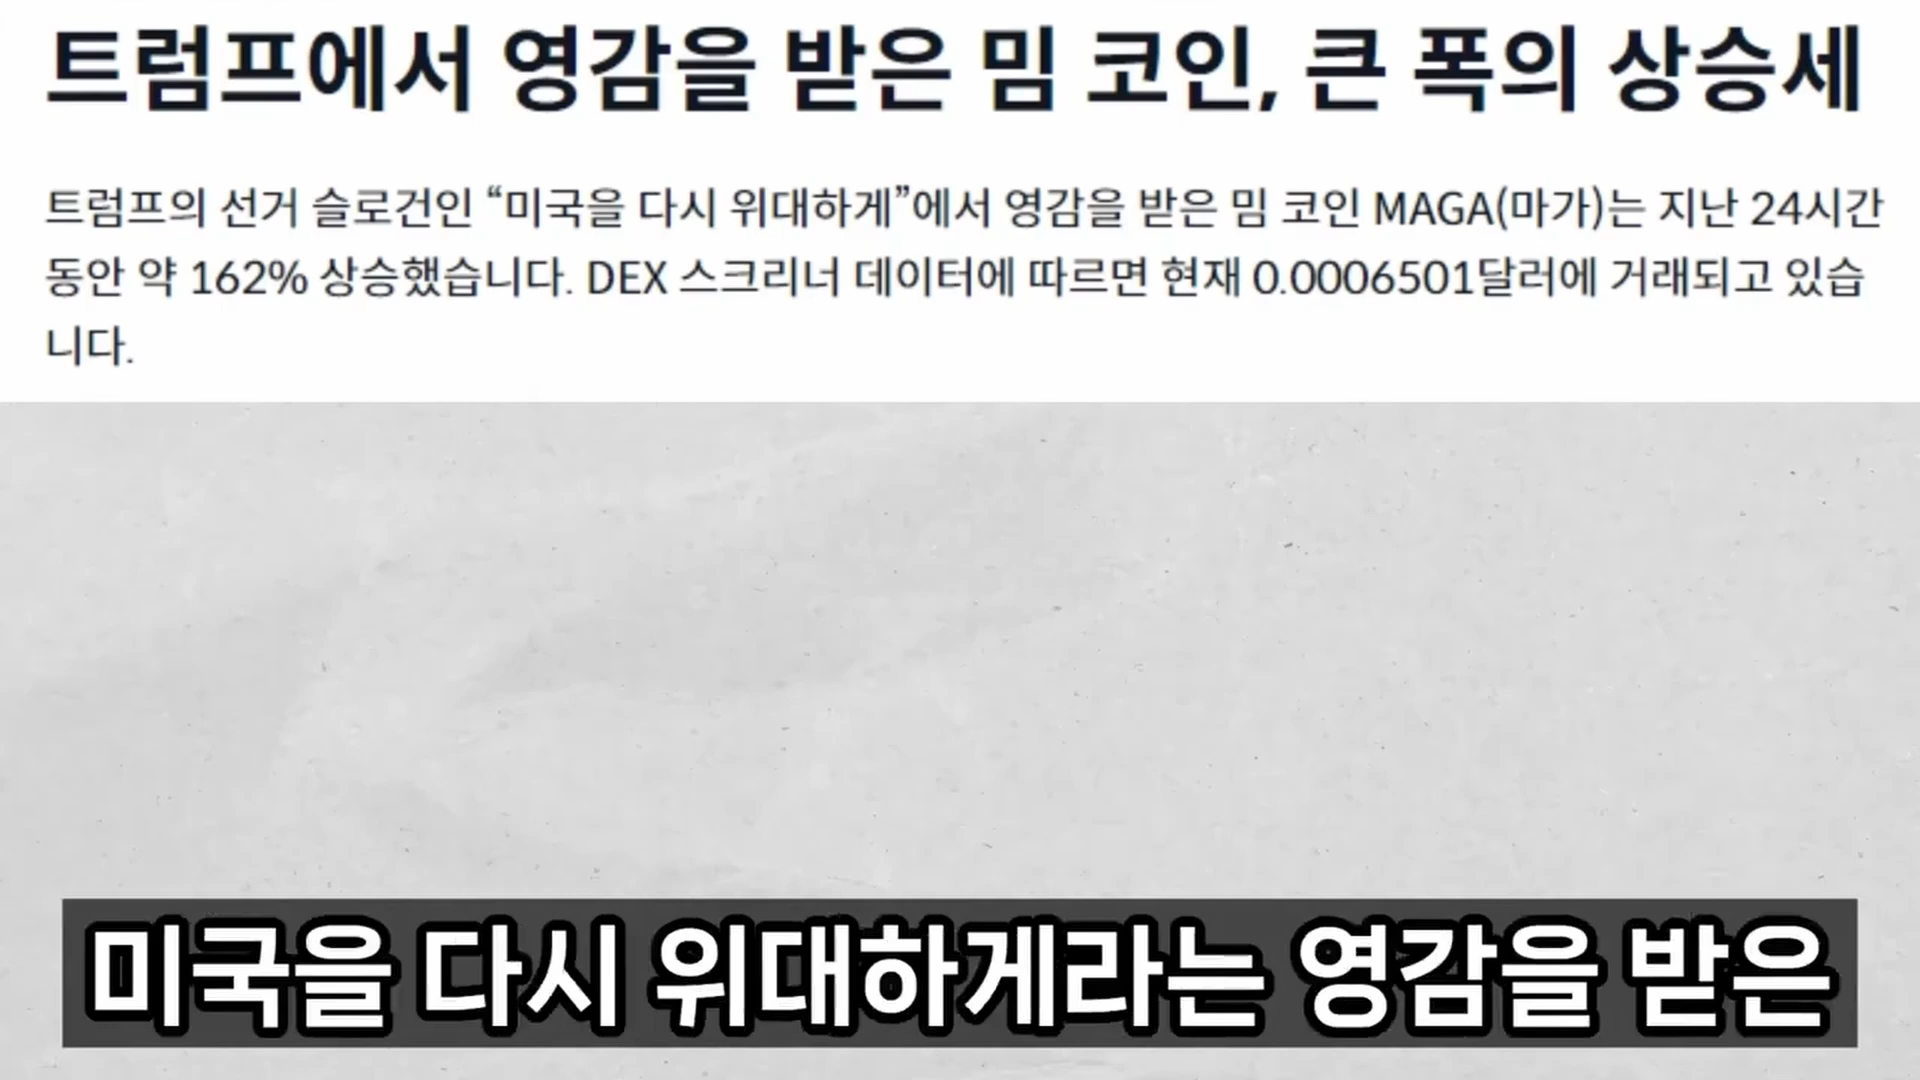 트럼프에서 영감을 받은 밈 코인, 큰 폭의 상승세
트럼프의 선거 슬로건인 “미국을 다시 위대하게”에서 영감을 받은 밈 코인 MAGA(마가)는 지난 24시간
동안 약 162% 상승했습니다. DEX 스크리너 데이터에 따르면 현재 0.0006501달러에 거래되고 있습
니다.
미국을 다시 위대하게라는 영감을 받은